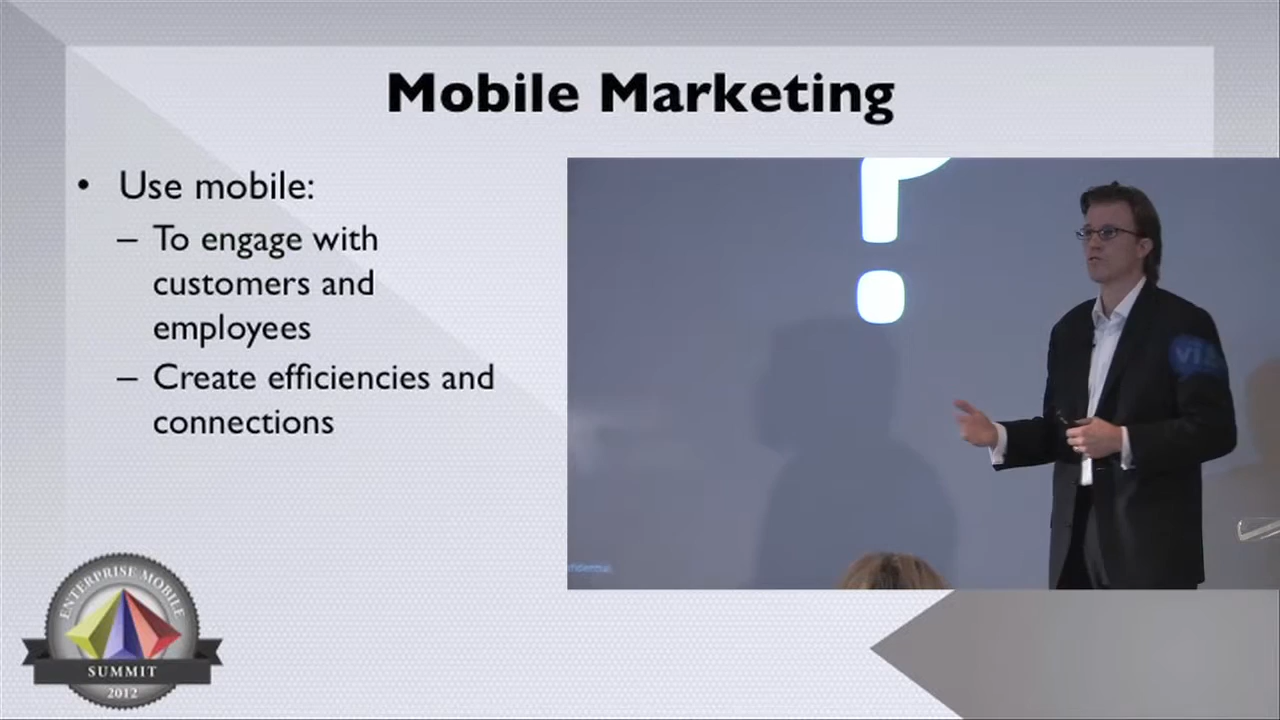 Mobile Marketing
• Use mobile:
– To engage with
customers and
employees
– Create efficiencies and
connections
?
ENTERPRISE MOBILE
SUMMIT
2012